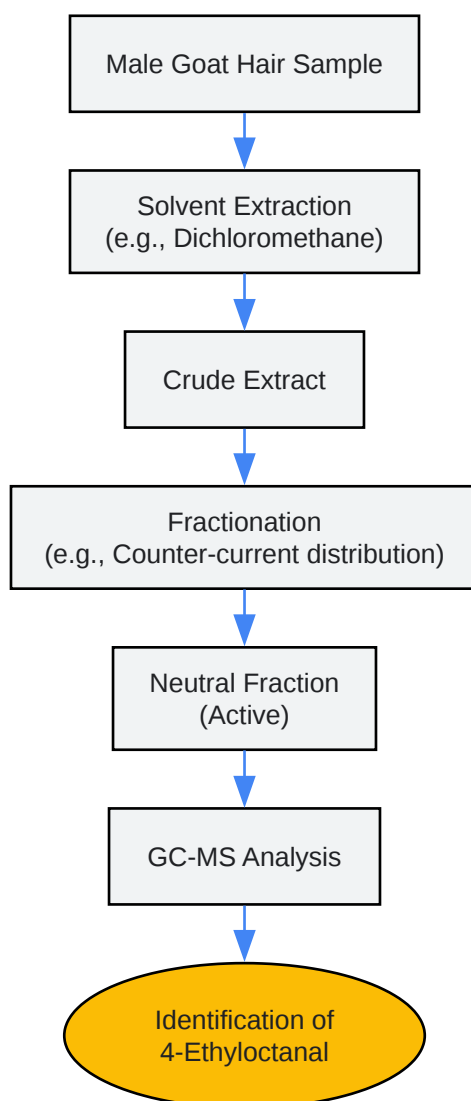 Male Goat Hair Sample
Solvent Extraction
(e.g., Dichloromethane)
Crude Extract
Fractionation
(e.g., Counter-current distribution)
Neutral Fraction
(Active)
GC-MS Analysis
Identification of
4-Ethyloctanal